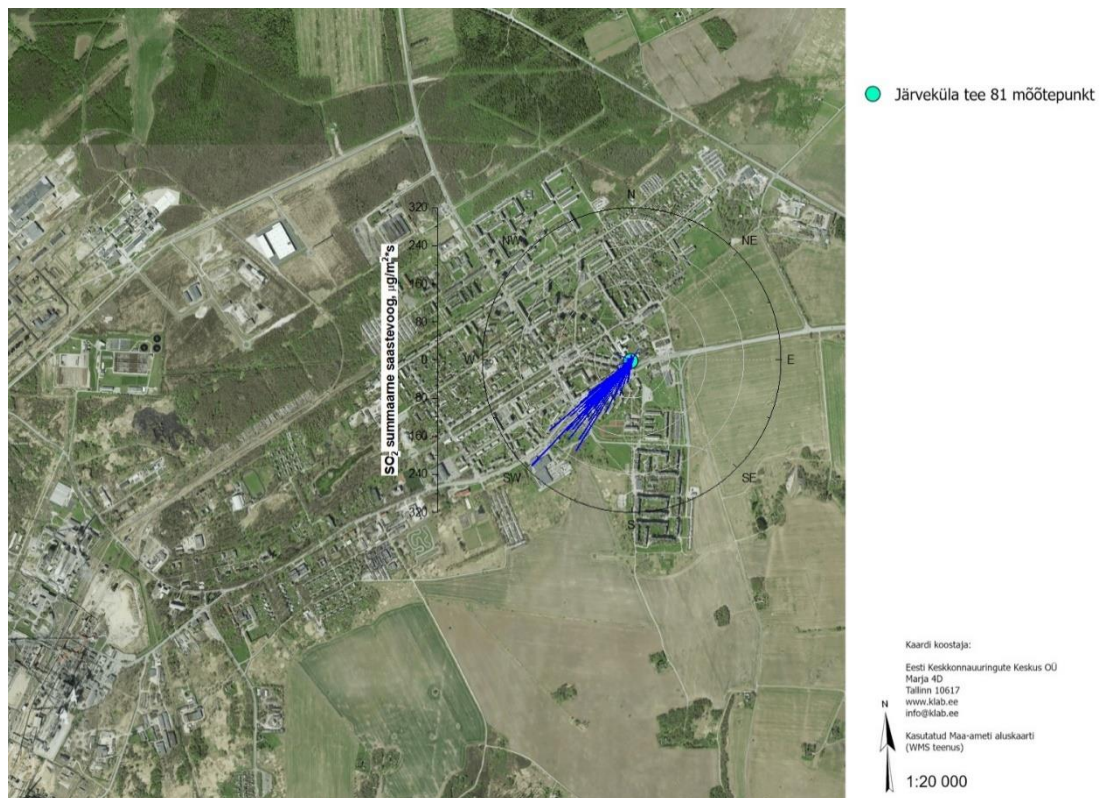 Järveküla tee 81 mõõtepunkt
N
NW
NE
W
E
SW
SE
S
320
240
160
80
0
80
160
240
320
SO2 summaarne saastevoog, µg/m2*s
Kaardi koostaja:
Eesti Keskkonnauuringute Keskus OÜ
Marja 4D
Tallinn 10617
www.klab.ee
info@klab.ee
N
Kasutatud Maa-ameti aluskaarti
(WMS teenus)
1:20 000